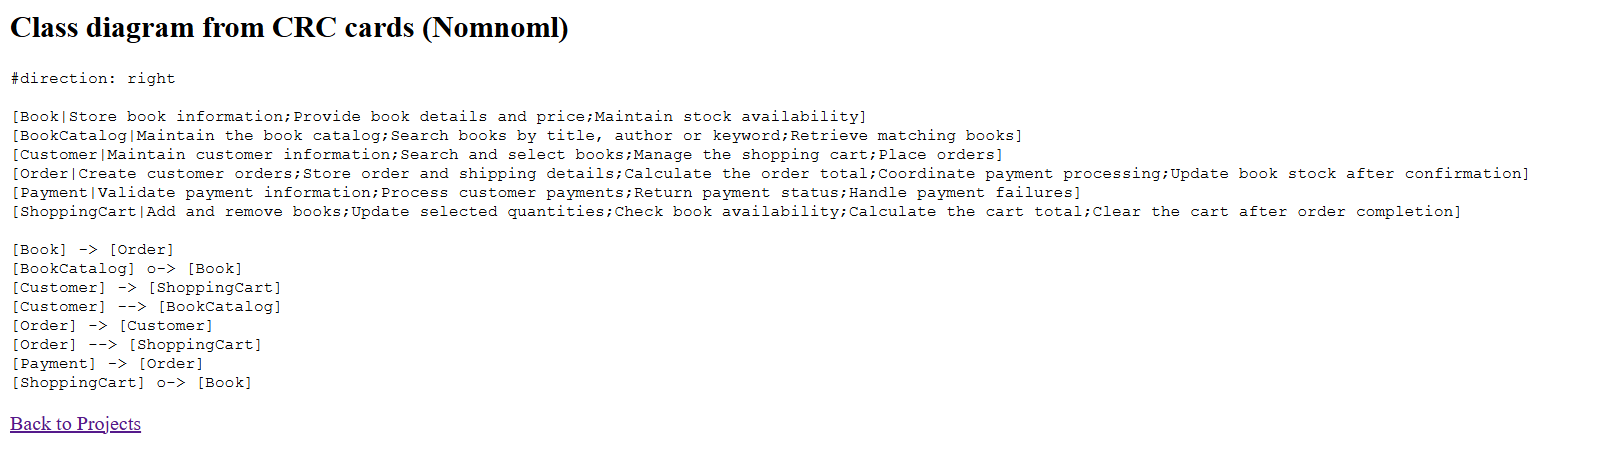 Class diagram from CRC cards (Nomnoml)
#direction: right
[Book|Store book information;Provide book details and price;Maintain stock availability]
[BookCatalog|Maintain the book catalog;Search books by title, author or keyword;Retrieve matching books]
[Customer|Maintain customer information;Search and select books;Manage the shopping cart;Place orders]
[Order|Create customer orders;Store order and shipping details;Calculate the order total;Coordinate payment processing;Update book stock after confirmation]
[Payment|Validate payment information;Process customer payments;Return payment status;Handle payment failures]
[ShoppingCart|Add and remove books;Update selected quantities;Check book availability;Calculate the cart total;Clear the cart after order completion]
[Book] -> [Order]
[BookCatalog] o-> [Book]
[Customer] -> [ShoppingCart]
[Customer] --> [BookCatalog]
[Order] -> [Customer]
[Order] --> [ShoppingCart]
[Payment] -> [Order]
[ShoppingCart] o-> [Book]
Back to Projects